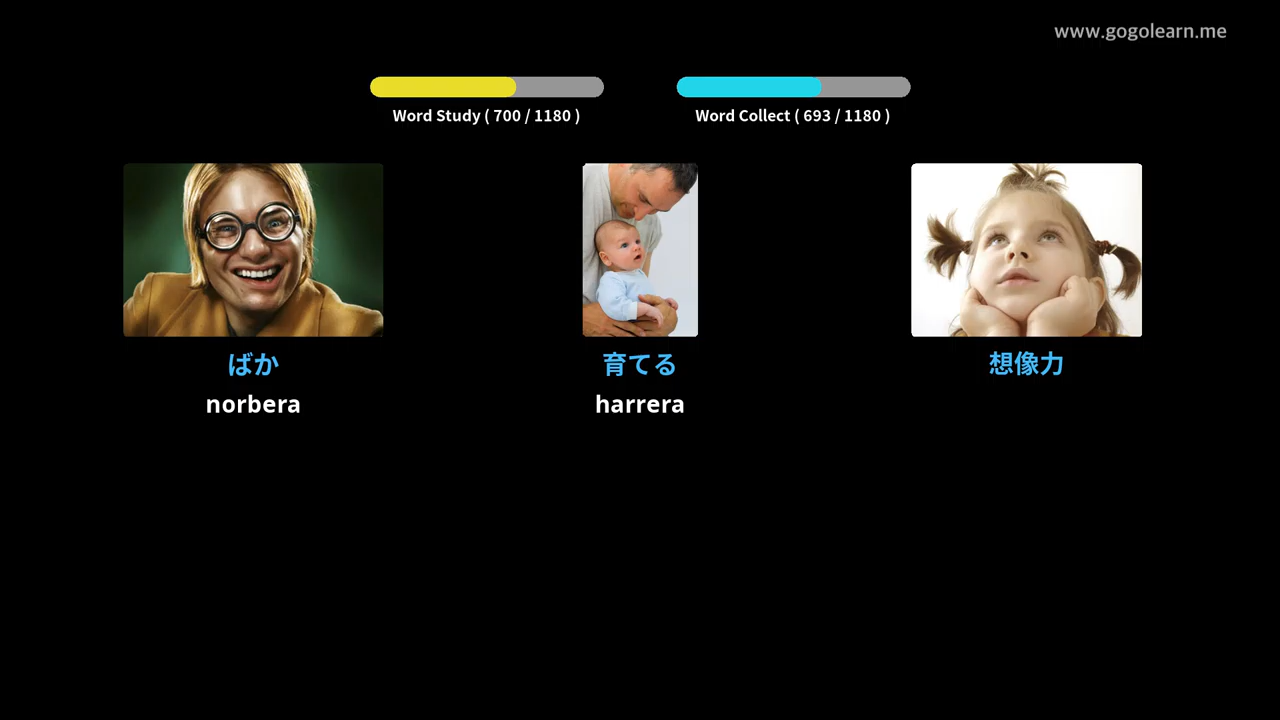 www.gogolearn.me
Word Study ( 700 / 1180 )
Word Collect ( 693 / 1180 )
ばか
育てる
想像力
norbera
harrera